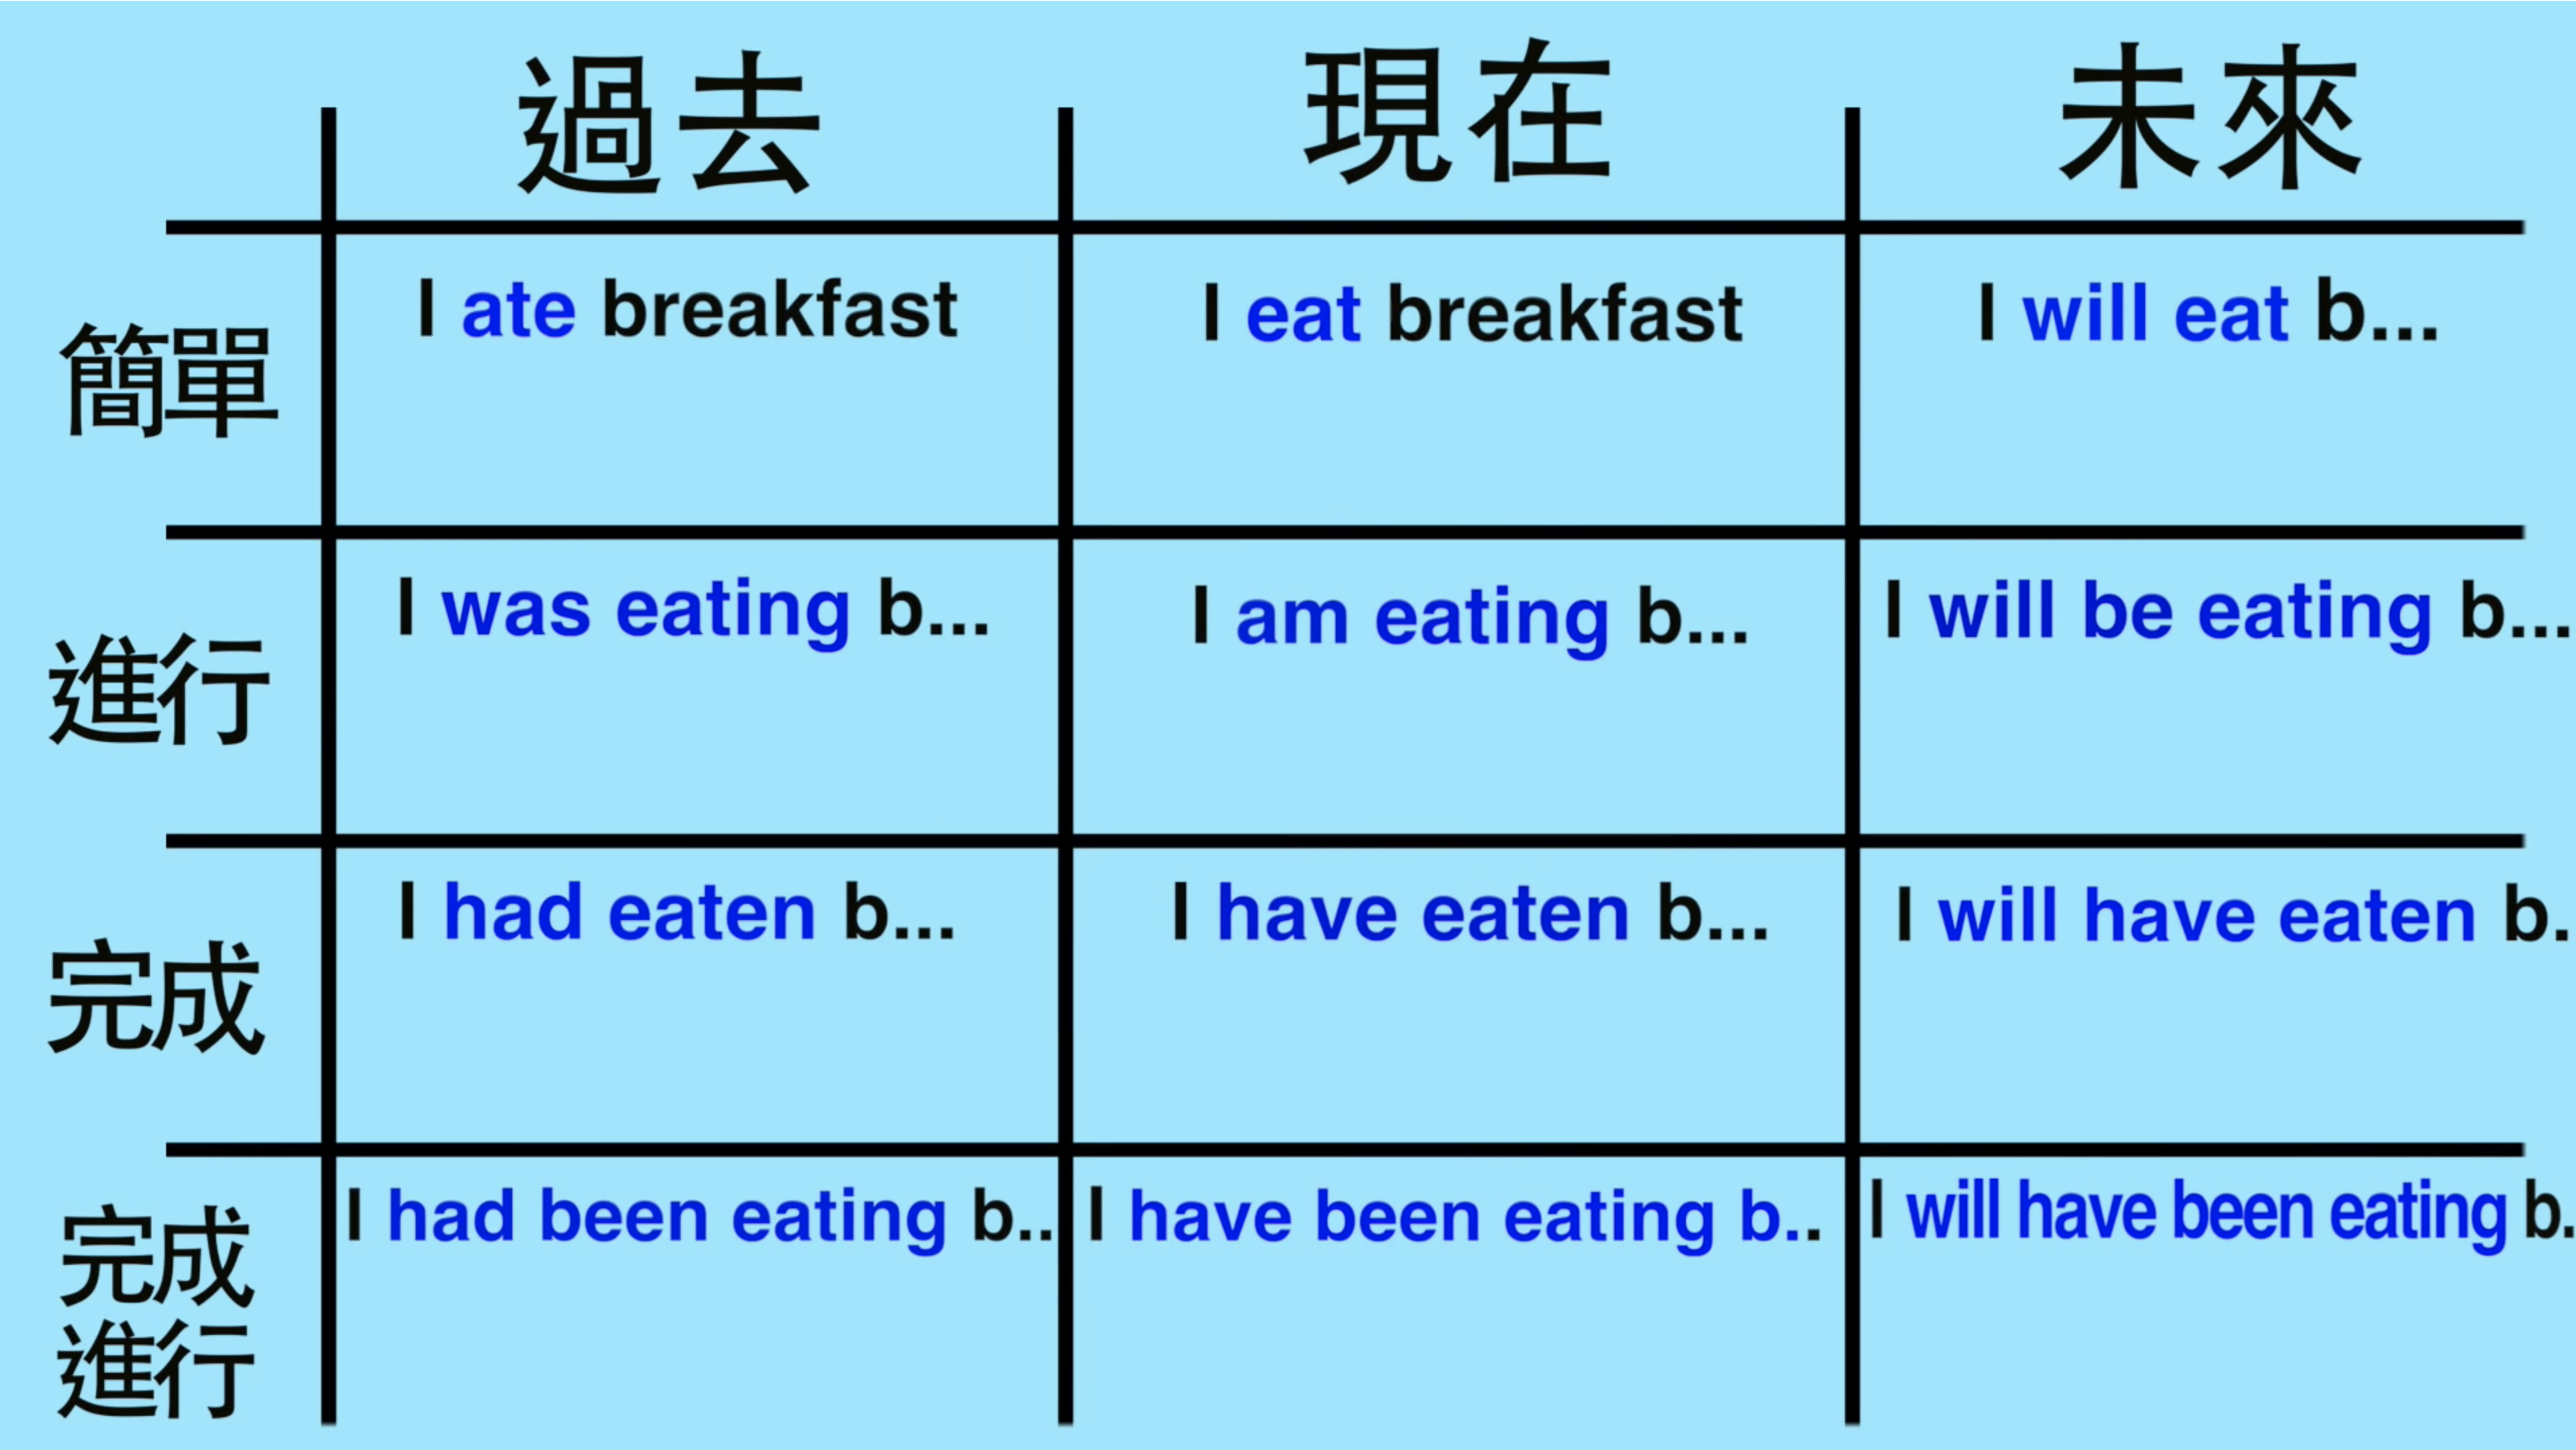 過去 現在 未來
簡單 I ate breakfast I eat breakfast I will eat b...
進行 I was eating b... I am eating b... I will be eating b...
完成 I had eaten b... I have eaten b... I will have eaten b.
完成 I had been eating b.. I have been eating b.. I will have been eating b.
進行